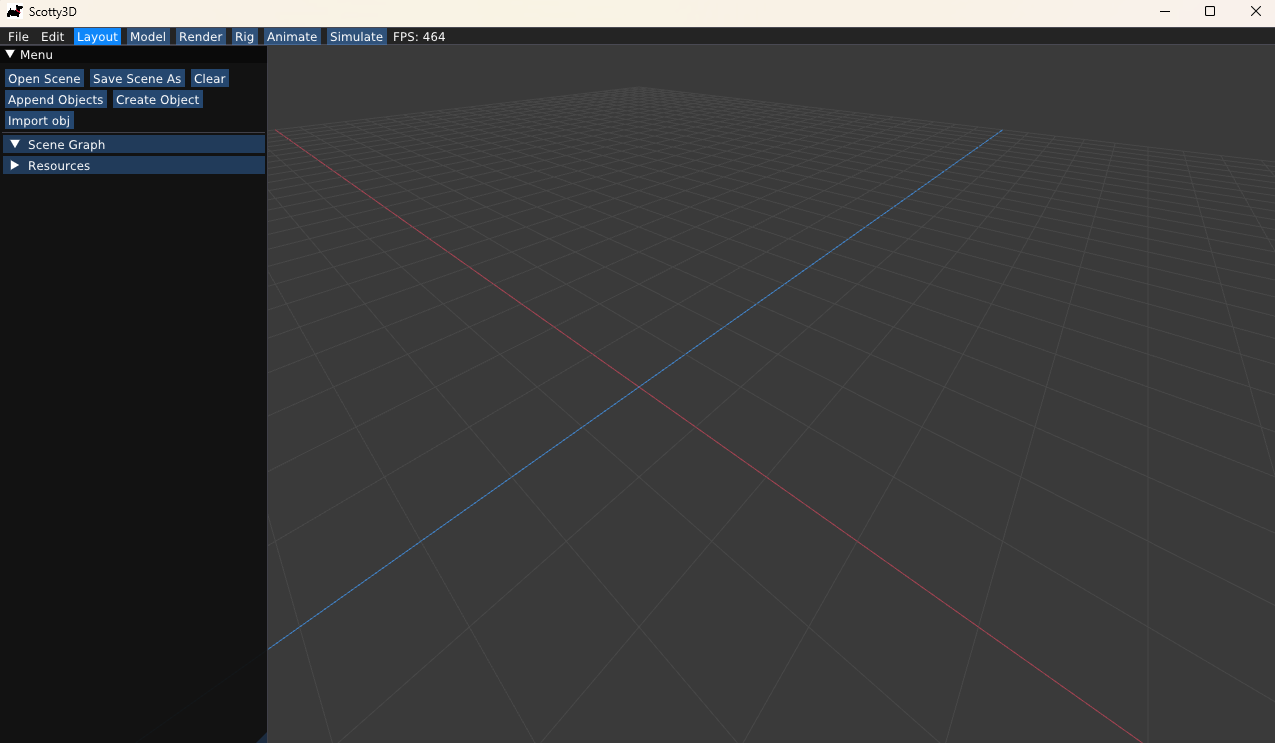 Scotty3D
File Edit Layout Model Render Rig Animate Simulate FPS: 464
Menu
Open Scene Save Scene As Clear
Append Objects Create Object
Import obj
Scene Graph
Resources